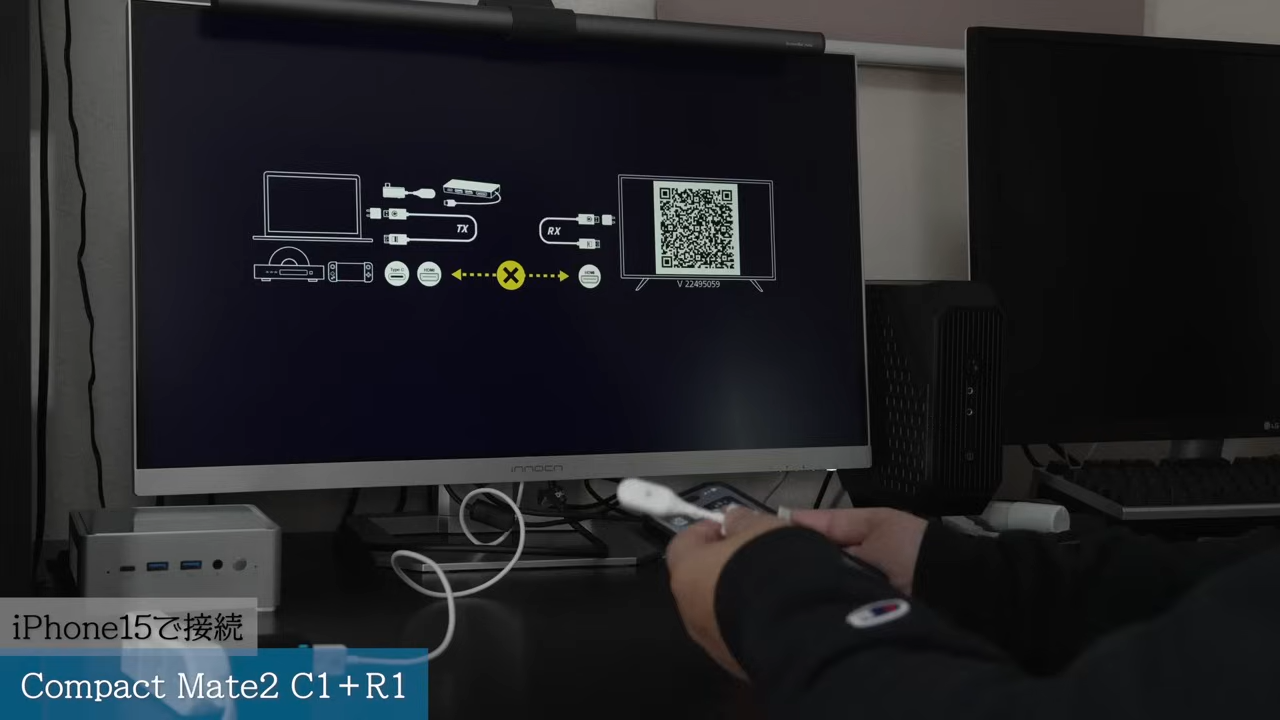 TX
RX
Type C
HDMI
HDMI
V 22495059
INNOCN
LG
iPhone15で接続
Compact Mate2 C1+R1